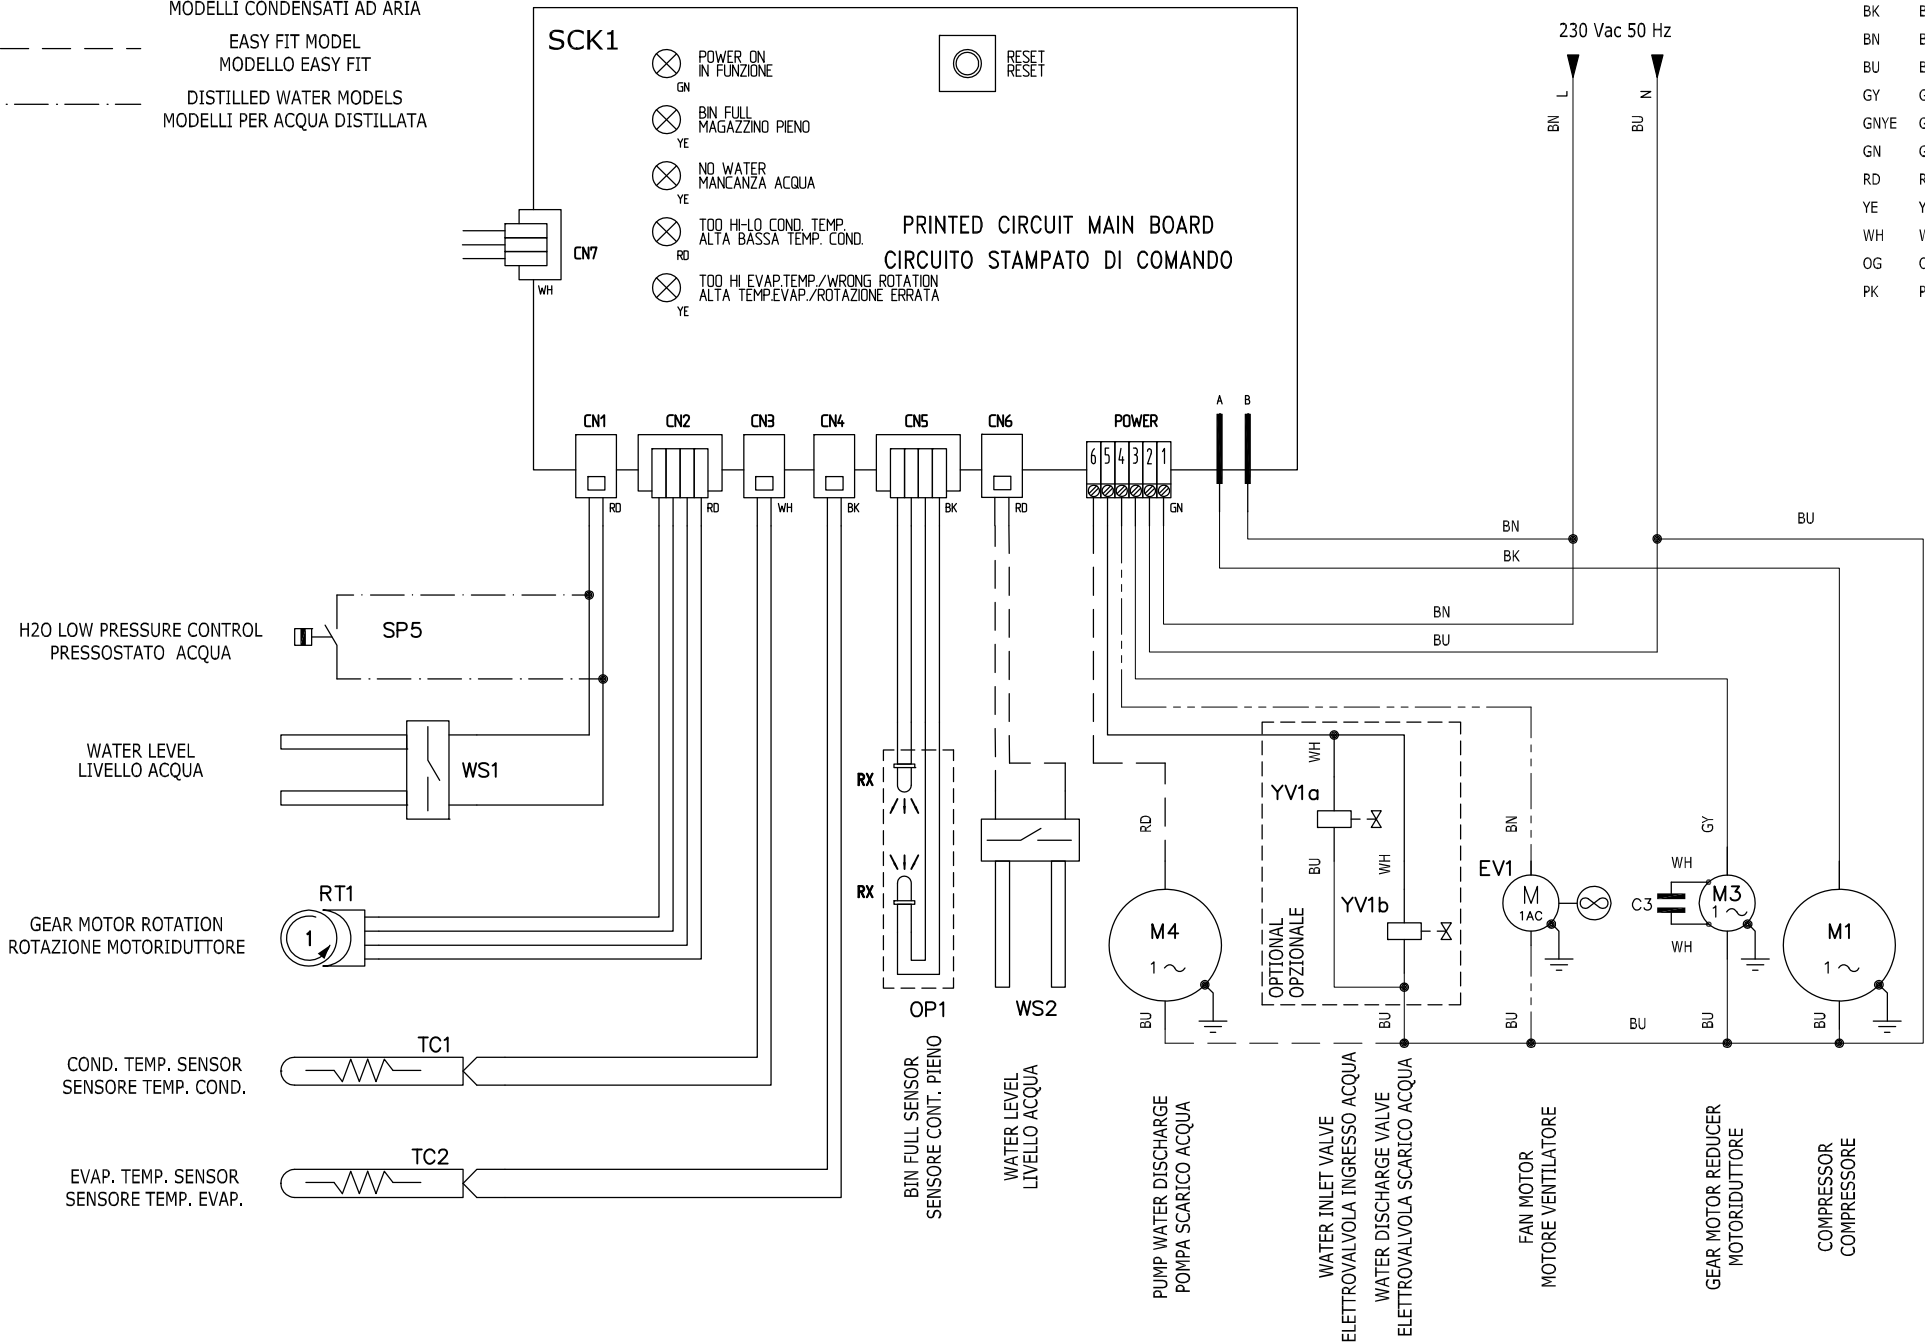 MODELLI CONDENSATI AD ARIA
EASY FIT MODEL
MODELLO EASY FIT
DISTILLED WATER MODELS
MODELLI PER ACQUA DISTILLATA
SCK1
POWER ON
IN FUNZIONE
GN
BIN FULL
MAGAZZINO PIENO
YE
NO WATER
MANCANZA ACQUA
YE
TOO HI-LO COND. TEMP.
ALTA BASSA TEMP. COND.
RD
TOO HI EVAP.TEMP./WRONG ROTATION
ALTA TEMP.EVAP./ROTAZIONE ERRATA
YE
RESET
RESET
PRINTED CIRCUIT MAIN BOARD
CIRCUITO STAMPATO DI COMANDO
CN7
WH
230 Vac 50 Hz
L
N
BN
BU
BK B
BN B
BU B
GY G
GNYE G
GN G
RD R
YE Y
WH W
OG O
PK P
CN1
CN2
CN3
CN4
CN5
CN6
POWER
A
B
6 5 4 3 2 1
RD
RD
WH
BK
BK
RD
GN
BN
BU
BK
BN
BU
H2O LOW PRESSURE CONTROL
PRESSOSTATO ACQUA
SP5
WATER LEVEL
LIVELLO ACQUA
WS1
GEAR MOTOR ROTATION
ROTAZIONE MOTORIDUTTORE
RT1
1
COND. TEMP. SENSOR
SENSORE TEMP. COND.
TC1
EVAP. TEMP. SENSOR
SENSORE TEMP. EVAP.
TC2
RX
RX
OP1
BIN FULL SENSOR
SENSORE CONT. PIENO
WS2
WATER LEVEL
LIVELLO ACQUA
RD
M4
1
BU
PUMP WATER DISCHARGE
POMPA SCARICO ACQUA
WH
YV1a
BU
WH
YV1b
OPTIONAL
OPZIONALE
BU
WATER INLET VALVE
ELETTROVALVOLA INGRESSO ACQUA
WATER DISCHARGE VALVE
ELETTROVALVOLA SCARICO ACQUA
BN
EV1
M
1AC
BU
FAN MOTOR
MOTORE VENTILATORE
GY
WH
C3
M3
1
WH
BU
BU
GEAR MOTOR REDUCER
MOTORIDUTTORE
M1
1
BU
COMPRESSOR
COMPRESSORE